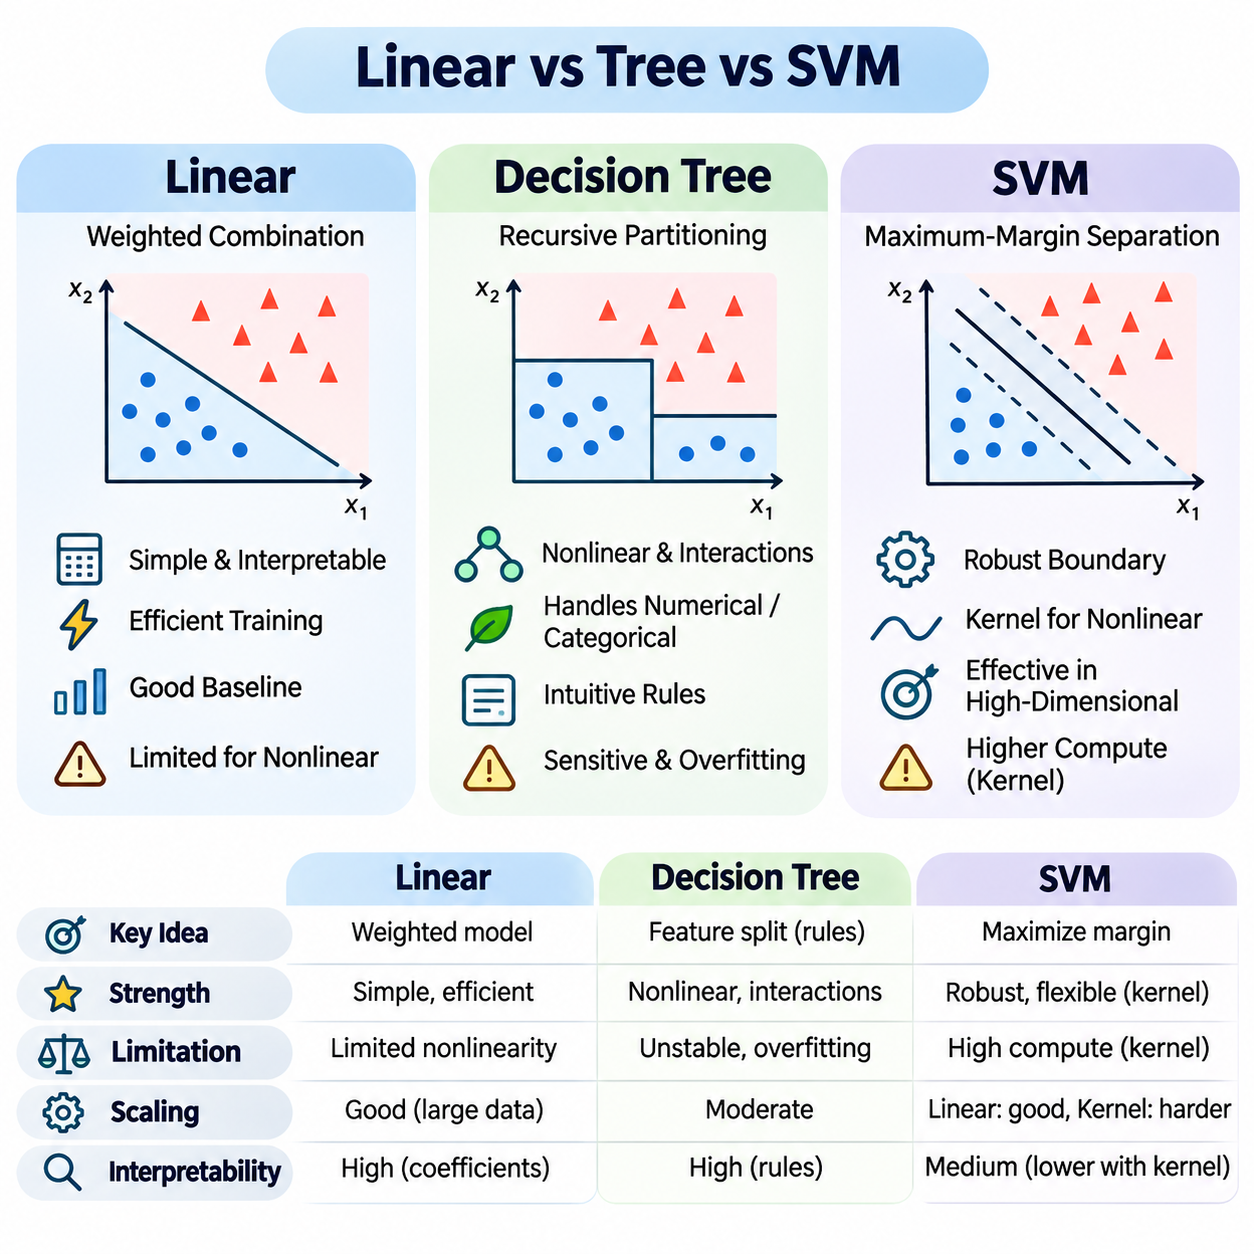 Linear vs Tree vs SVM
Linear
Weighted Combination
x2
x1
Simple & Interpretable
Efficient Training
Good Baseline
Limited for Nonlinear
Decision Tree
Recursive Partitioning
x2
x1
Nonlinear & Interactions
Handles Numerical /
Categorical
Intuitive Rules
Sensitive & Overfitting
SVM
Maximum-Margin Separation
x2
x1
Robust Boundary
Kernel for Nonlinear
Effective in
High-Dimensional
Higher Compute
(Kernel)
Linear Decision Tree SVM
Key Idea Weighted model Feature split (rules) Maximize margin
Strength Simple, efficient Nonlinear, interactions Robust, flexible (kernel)
Limitation Limited nonlinearity Unstable, overfitting High compute (kernel)
Scaling Good (large data) Moderate Linear: good, Kernel: harder
Interpretability High (coefficients) High (rules) Medium (lower with kernel)